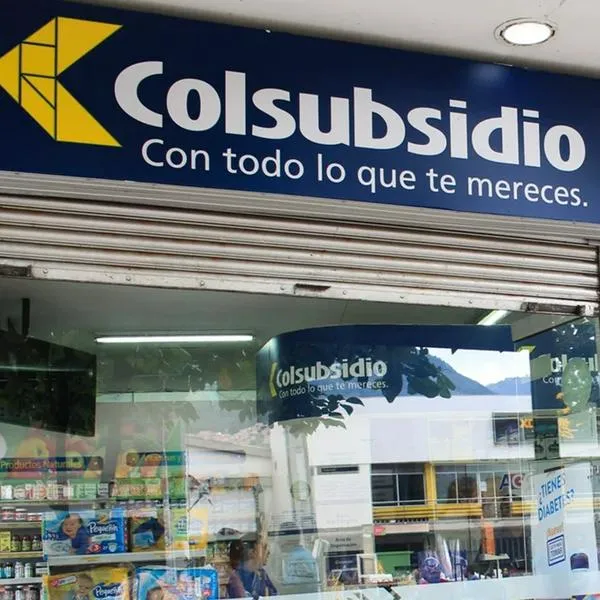 Colsubsidio
Con todo lo que te mereces.
Colsubsidio
Con todo lo que te mereces.
Productos Naturales
Vitaminas y
Pequeñín
¿TIENES
DIABETES?